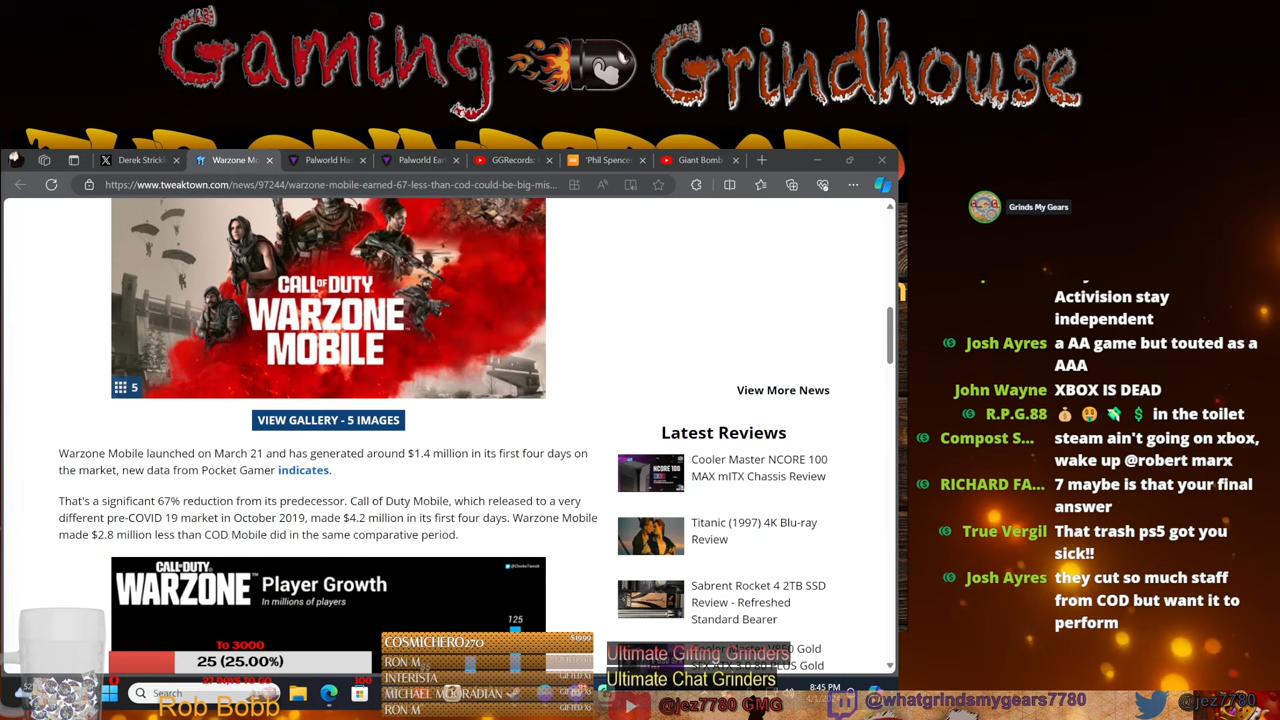 Gaming Grindhouse
Derek Strickl
Warzone Mo
Palworld Has
Palworld Ear
GGRecords:
'Phil Spence
Giant Bomb
https://www.tweaktown.com/news/97244/warzone-mobile-earned-67-less-than-cod-could-be-big-mis...
CALL OF DUTY
WARZONE
MOBILE
5
VIEW GALLERY - 5 IMAGES
Warzone Mobile launched on March 21 and has generated around $1.4 million in its first four days on
the market, new data from Pocket Gamer indicates.
That's a significant 67% reduction from its predecessor. Call of Duty Mobile, which released to a very
different pre-COVID 19 market in October 2019, made $4.2 million in its first four days. Warzone Mobile
made $2.8 million less than COD Mobile did in the same comparative period.
CALL OF DUTY
WARZONE
Player Growth
In millions of players
125
View More News
Latest Reviews
Cooler Master NCORE 100
MAX mITX Chassis Review
Titanic (1997) 4K Blu-ray
Review
Sabrent Rocket 4 2TB SSD
Review - Refreshed
Standard Bearer
Gold
Gold
Grinds My Gears
Activision stay
independent
Josh Ayres a AA game but touted as a
AAA
John Wayne XBOX IS DEAD
R.P.G.88 in the toilet
Compost S... steam ain't going on xbox,
wake up @robert marx
RICHARD FA... 7 maybe is that your final
answer
True Vergil That trash ps5 got you
sick!!
Josh Ayres they cut so much staff
from COD but want it to
perform
To 3000
25 (25.00%)
0
100
Search
Rob Bobb
COSMICHERO270
RON M
INTERISTA
MICHAEL MOORADIAN
GIFTED X5
RON M
Ultimate Gifting Grinders
Ultimate Chat Grinders
8:45 PM
@jez7780 GMG
@whatgrindsmygears7780
@jez7780